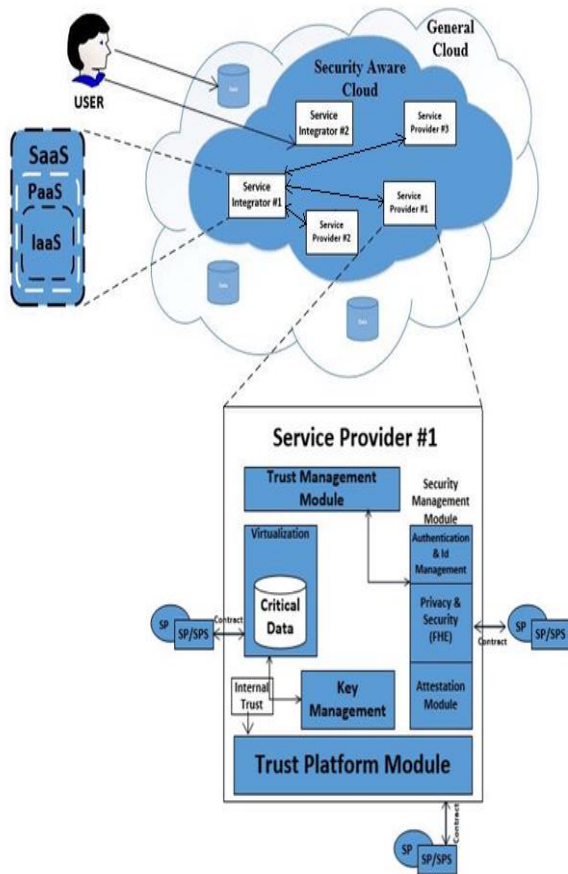 General
Cloud
Security Aware
Cloud
USER
Data
Service
Integrator #2
Service
Provider #3
SaaS
PaaS
IaaS
Service
Integrator #1
Service
Provider #1
Service
Provider #2
Data
Data
Service Provider #1
Trust Management
Module
Security
Management
Module
Virtualization
Authentication
& Id
Management
Critical
Data
Privacy &
Security
(FHE)
SP
SP/SPS
Contract
SP
SP/SPS
Contract
Internal
Trust
Key
Management
Attestation
Module
Trust Platform Module
Contract
SP
SP/SPS